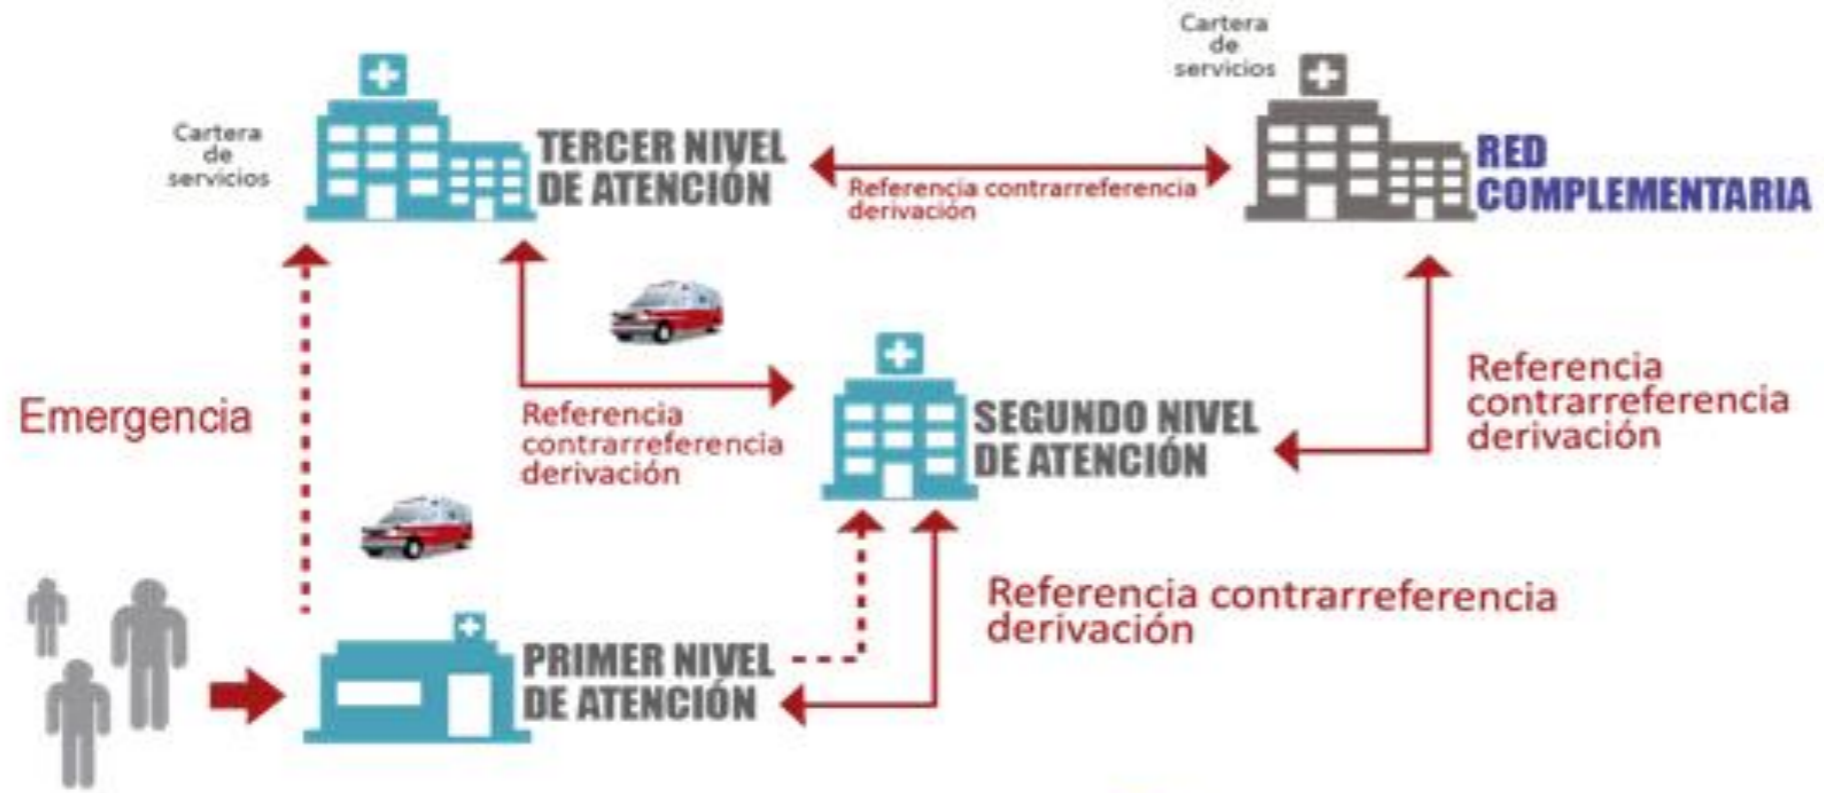 Cartera
de
servicios
Cartera
de
servicios
TERCER NIVEL
DE ATENCIÓN
Referencia contrarreferencia
derivación
RED
COMPLEMENTARIA
Emergencia
Referencia
contrarreferencia
derivación
SEGUNDO NIVEL
DE ATENCIÓN
Referencia
contrarreferencia
derivación
Referencia contrarreferencia
derivación
PRIMER NIVEL
DE ATENCIÓN